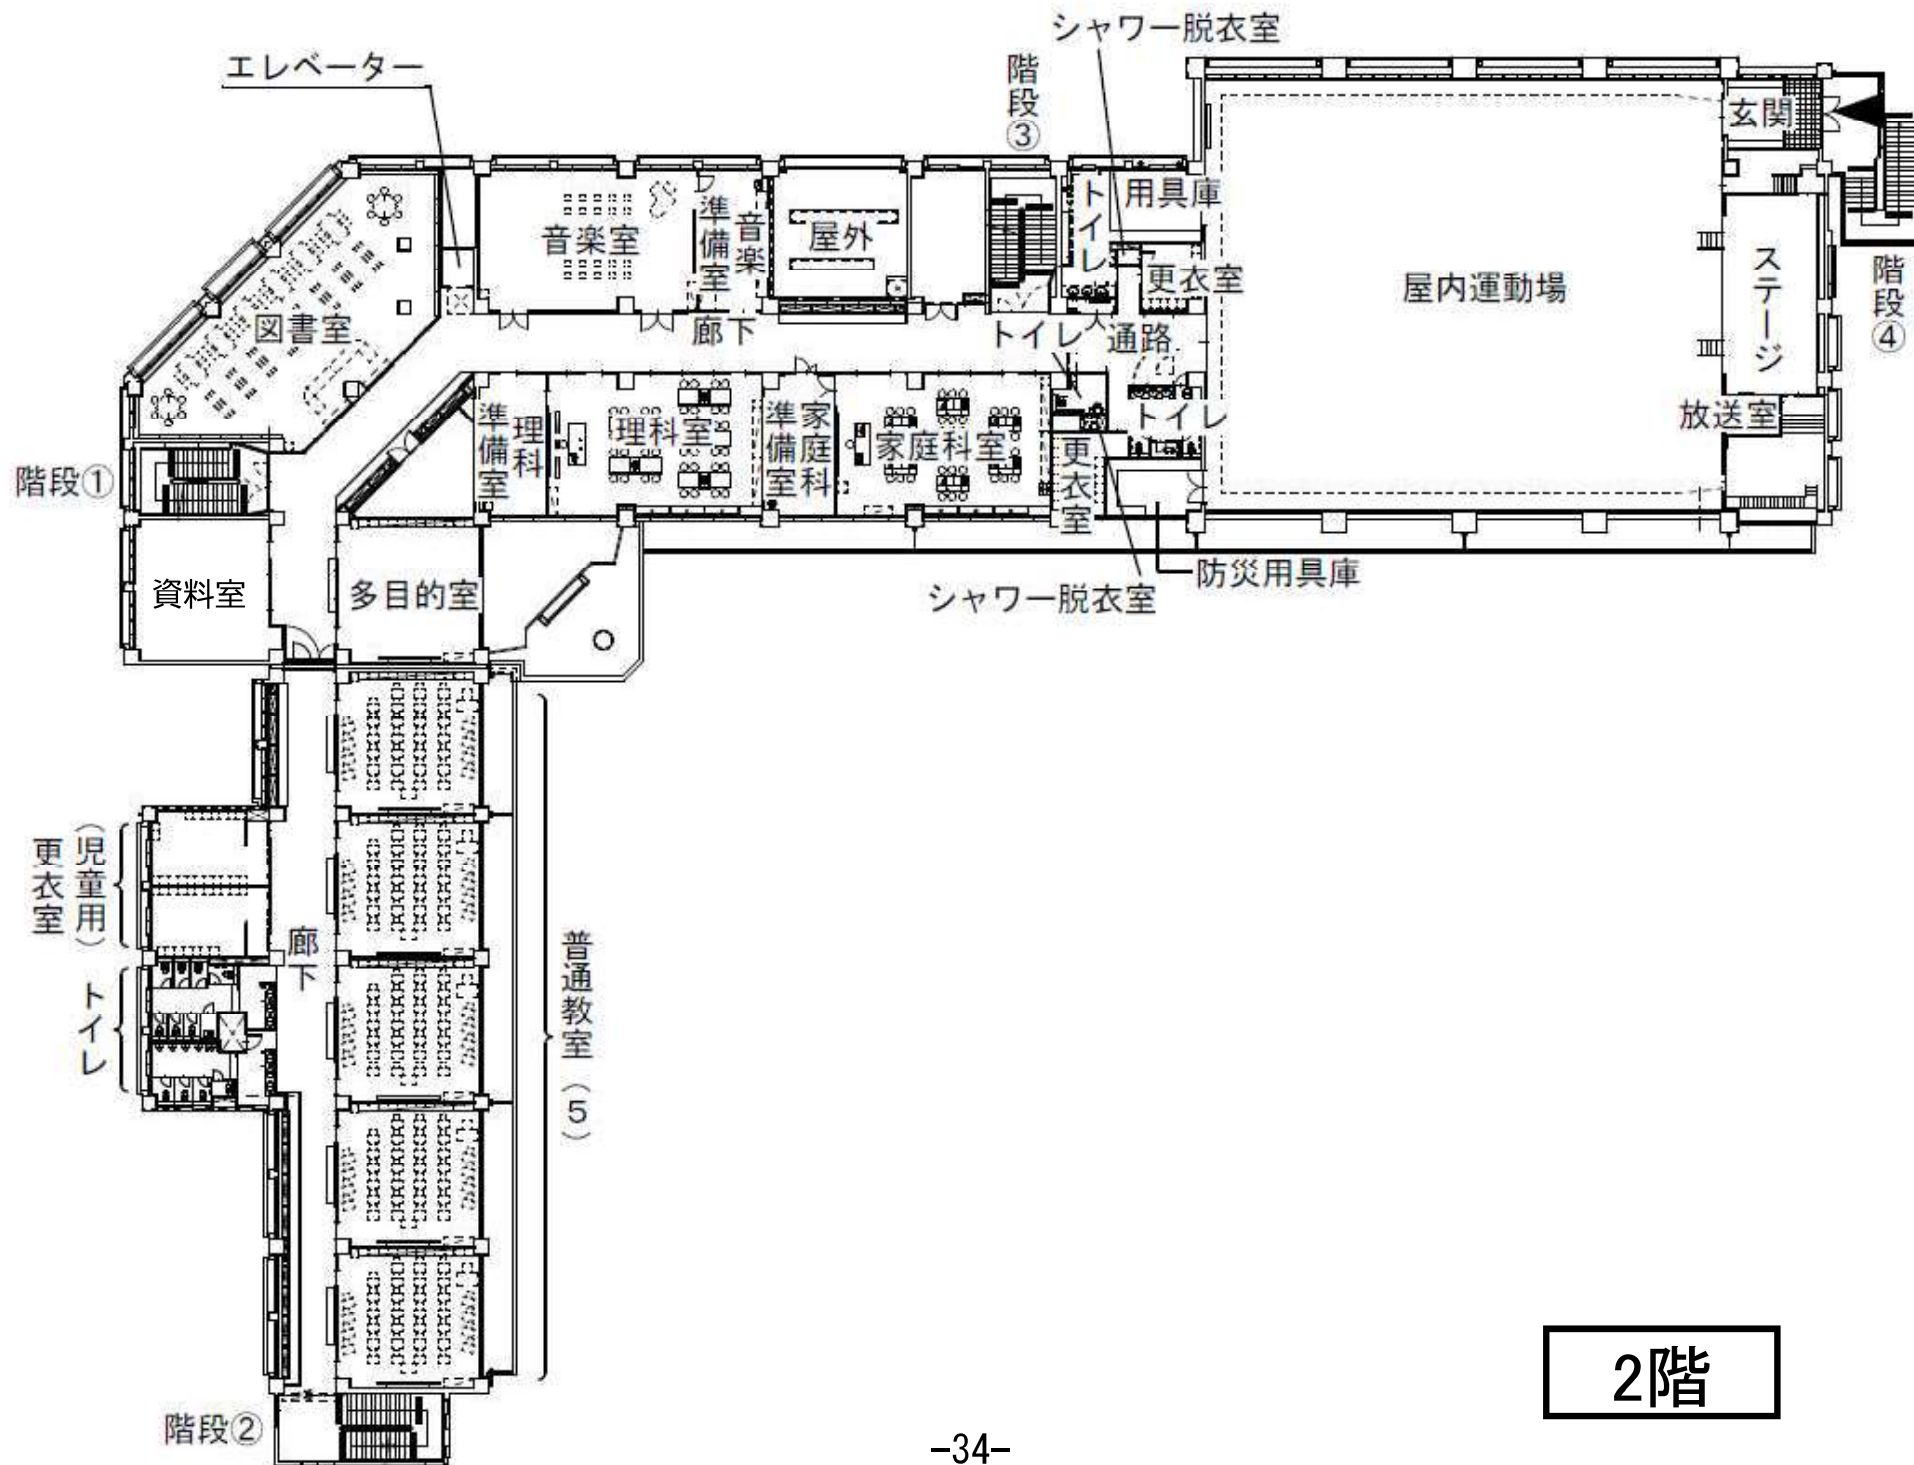 シャワー脱衣室
エレベーター
階段③
玄関
トイレ
用具庫
音楽室
音楽
準備室
屋外
更衣室
屋内運動場
ステージ
階段④
図書室
廊下
トイレ
通路
理科
準備室
理科室
家庭科
準備室
家庭科室
更衣室
トイレ
放送室
階段①
資料室
多目的室
シャワー脱衣室
防災用具庫
（児童用）
更衣室
廊下
トイレ
普通教室（５）
階段②
2階
-34-